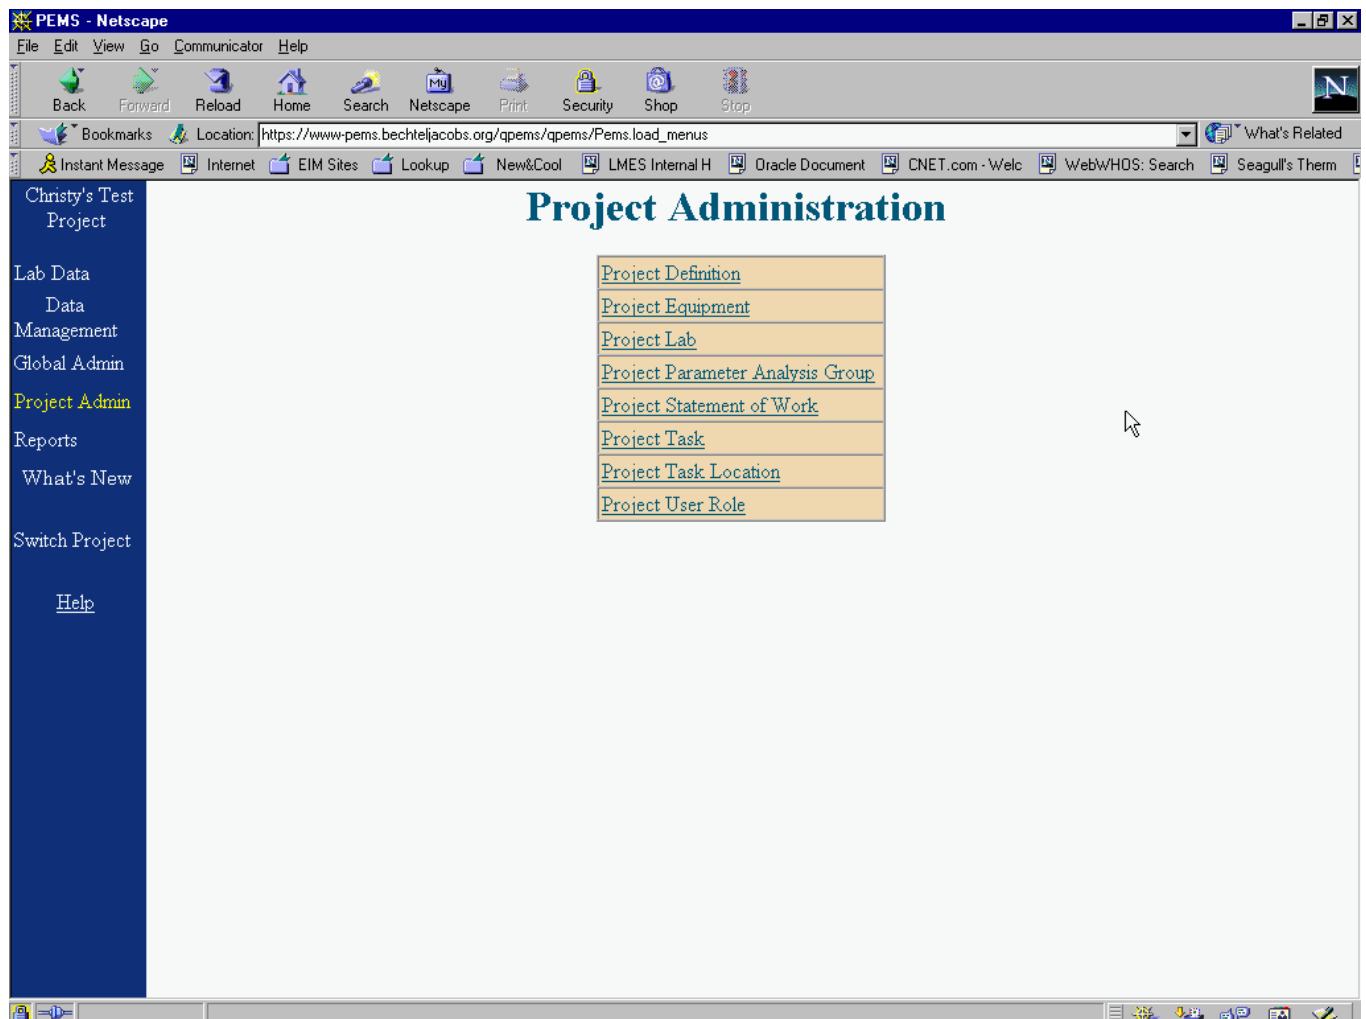 PEMS - Netscape
File Edit View Go Communicator Help
Back Forward Reload Home Search Netscape Print Security Shop Stop
My
N
Bookmarks Location: https://www-pems.bechteljacobs.org/qpems/qpems/Pems.load_menus What's Related
Instant Message Internet EIM Sites Lookup New&Cool LMES Internal H Oracle Document CNET.com - Welc WebWHOS: Search Seagull's Therm
Christy's Test
Project
Lab Data
Data
Management
Global Admin
Project Admin
Reports
What's New
Switch Project
Help
Project Administration
Project Definition
Project Equipment
Project Lab
Project Parameter Analysis Group
Project Statement of Work
Project Task
Project Task Location
Project User Role